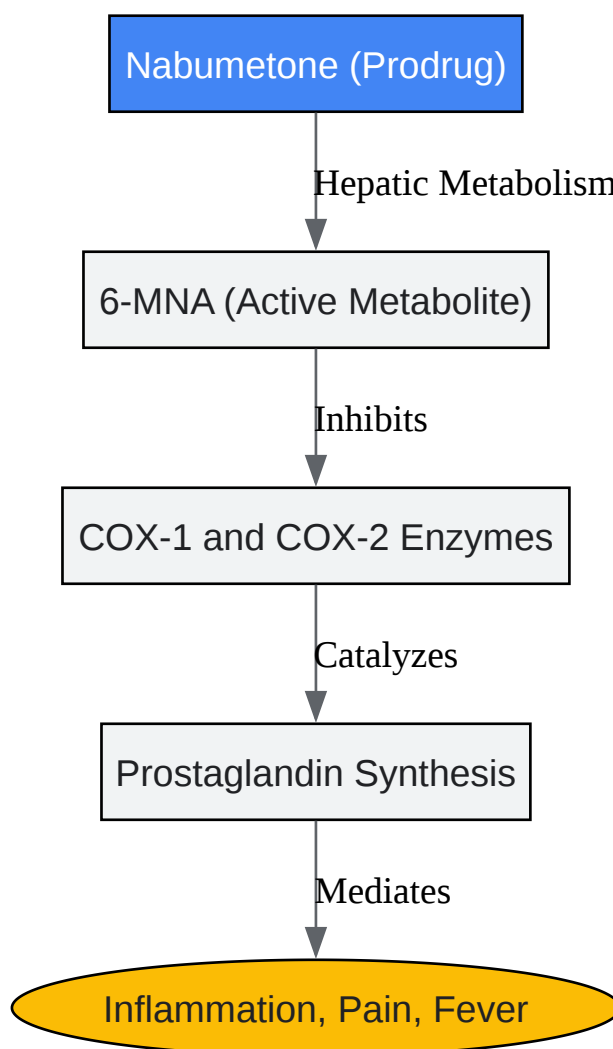 Nabumetone (Prodrug)
Hepatic Metabolism
6-MNA (Active Metabolite)
Inhibits
COX-1 and COX-2 Enzymes
Catalyzes
Prostaglandin Synthesis
Mediates
Inflammation, Pain, Fever